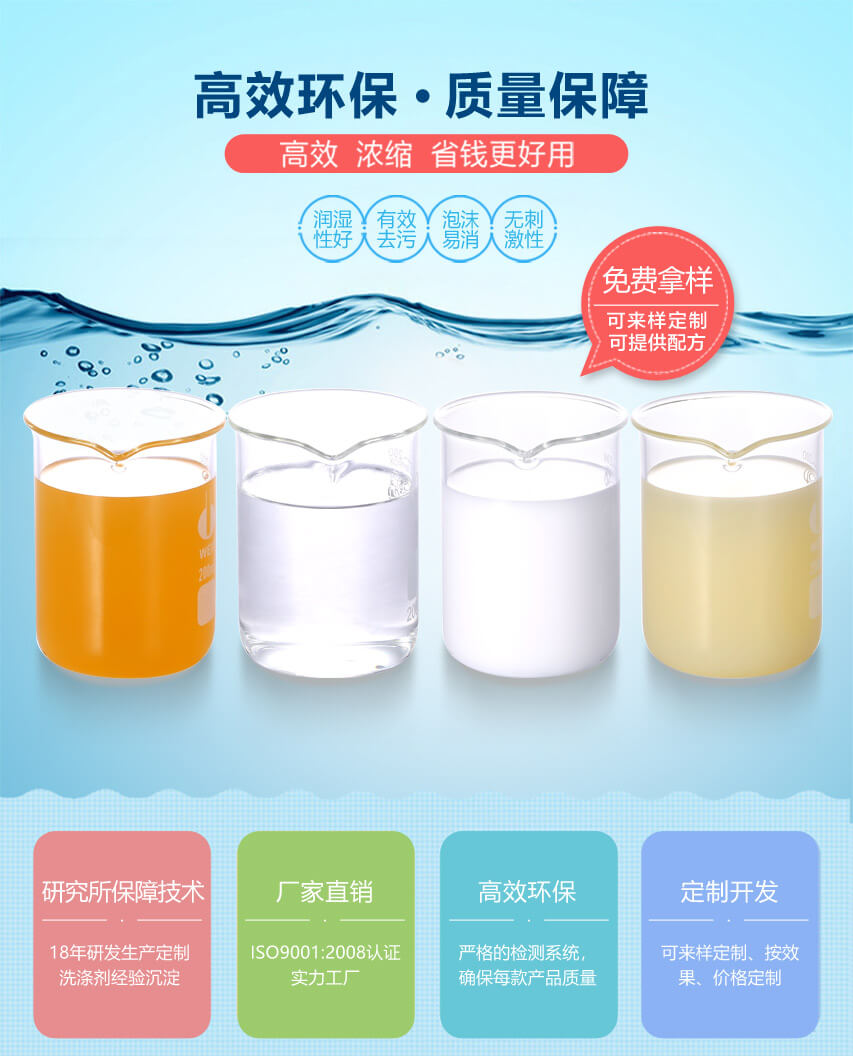 高效环保·质量保障
高效 浓缩 省钱更好用
润湿
性好
有效
去污
泡沫
易消
无刺
激性
免费拿样
可来样定制
可提供配方
研究所保障技术
18年研发生产定制
洗涤剂经验沉淀
厂家直销
ISO9001:2008认证
实力工厂
高效环保
严格的检测系统，
确保每款产品质量
定制开发
可来样定制、按效
果、价格定制